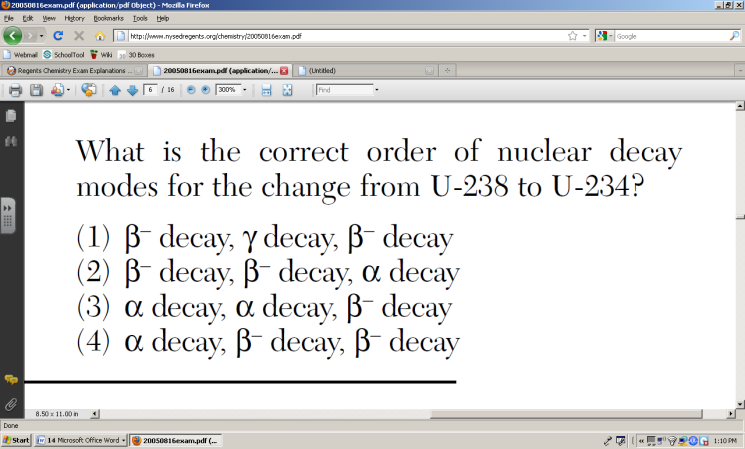 20050816exam.pdf (application/pdf Object) - Mozilla Firefox
File Edit View History Bookmarks Tools Help
http://www.nysedregents.org/chemistry/20050816exam.pdf
Google
Webmail SchoolTool Wiki 3D Boxes
Regents Chemistry Exam Explanations ... 20050816exam.pdf (application/... (Untitled)
6 / 16 300% Find
What is the correct order of nuclear decay
modes for the change from U-238 to U-234?
(1) β⁻ decay, γ decay, β⁻ decay
(2) β⁻ decay, β⁻ decay, α decay
(3) α decay, α decay, β⁻ decay
(4) α decay, β⁻ decay, β⁻ decay
8.50 x 11.00 in
Done
Start 14 Microsoft Office Word 20050816exam.pdf (... 1:10 PM